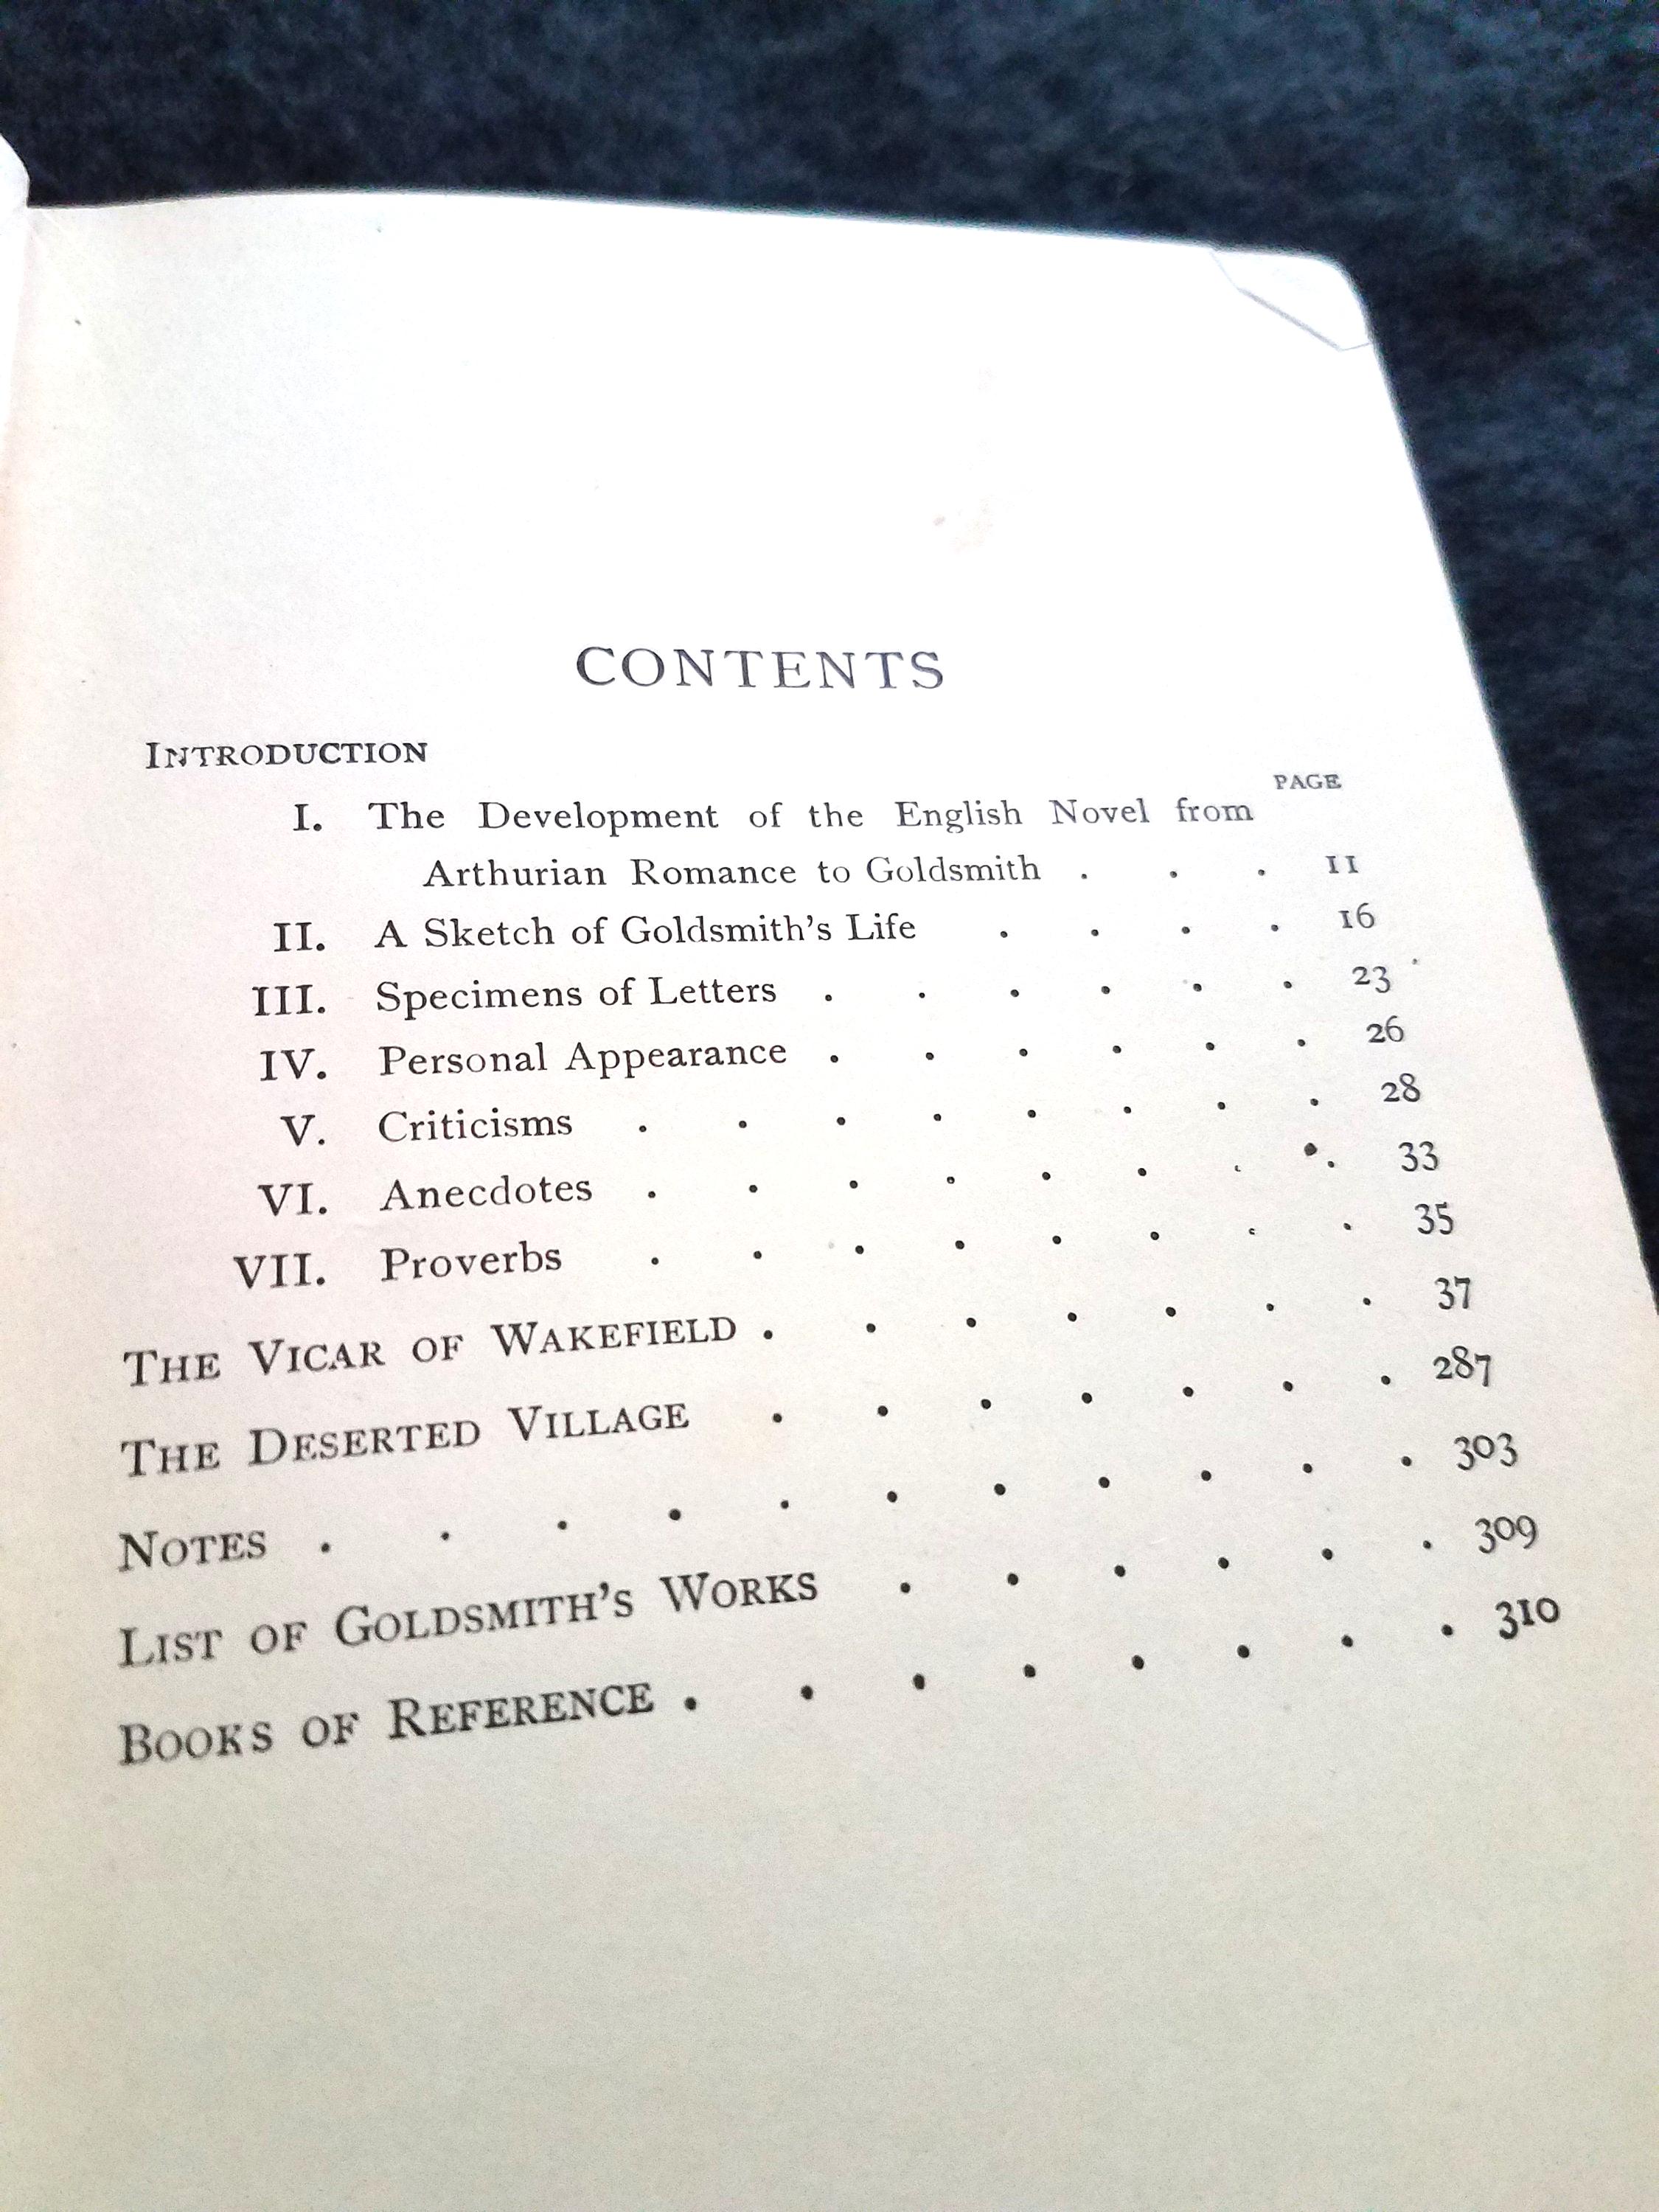 CONTENTS
INTRODUCTION
PAGE
I. The Development of the English Novel from
Arthurian Romance to Goldsmith . . . 11
II. A Sketch of Goldsmith's Life . . . . 16
III. Specimens of Letters . . . . . . 23
IV. Personal Appearance . . . . . . 26
V. Criticisms . . . . . . . . 28
VI. Anecdotes . . . . . . . . 33
VII. Proverbs . . . . . . . . 35
THE VICAR OF WAKEFIELD . . . . . . . 37
THE DESERTED VILLAGE . . . . . . . 287
NOTES . . . . . . . . . . . 303
LIST OF GOLDSMITH'S WORKS . . . . . . 309
BOOKS OF REFERENCE . . . . . . . . 310